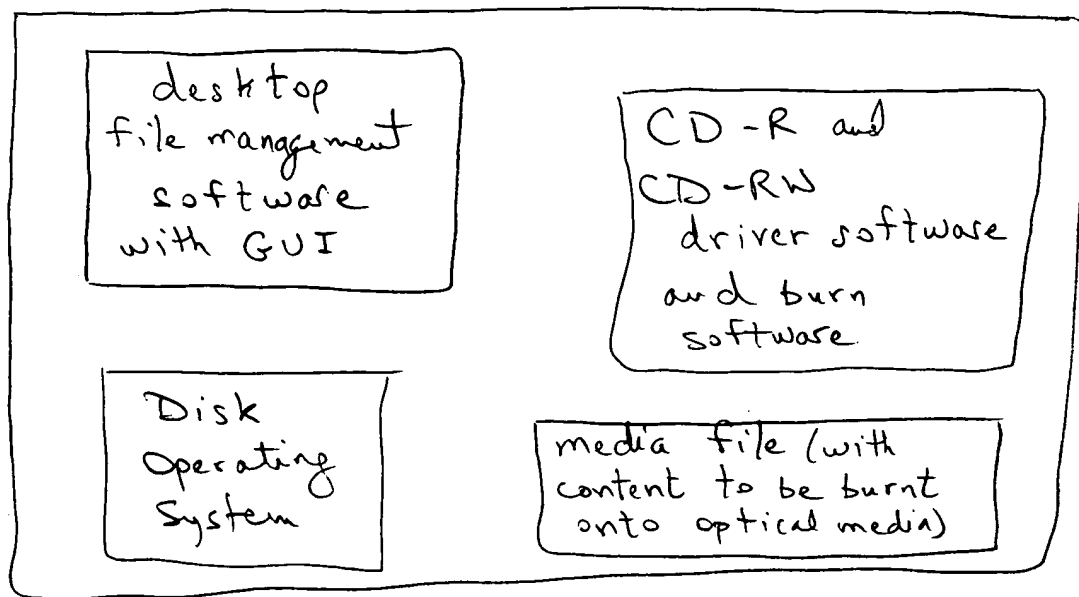 desktop
file management
software
with GUI
CD-R and
CD-RW
driver software
and burn
software
Disk
Operating
System
media file (with
content to be burnt
onto optical media)